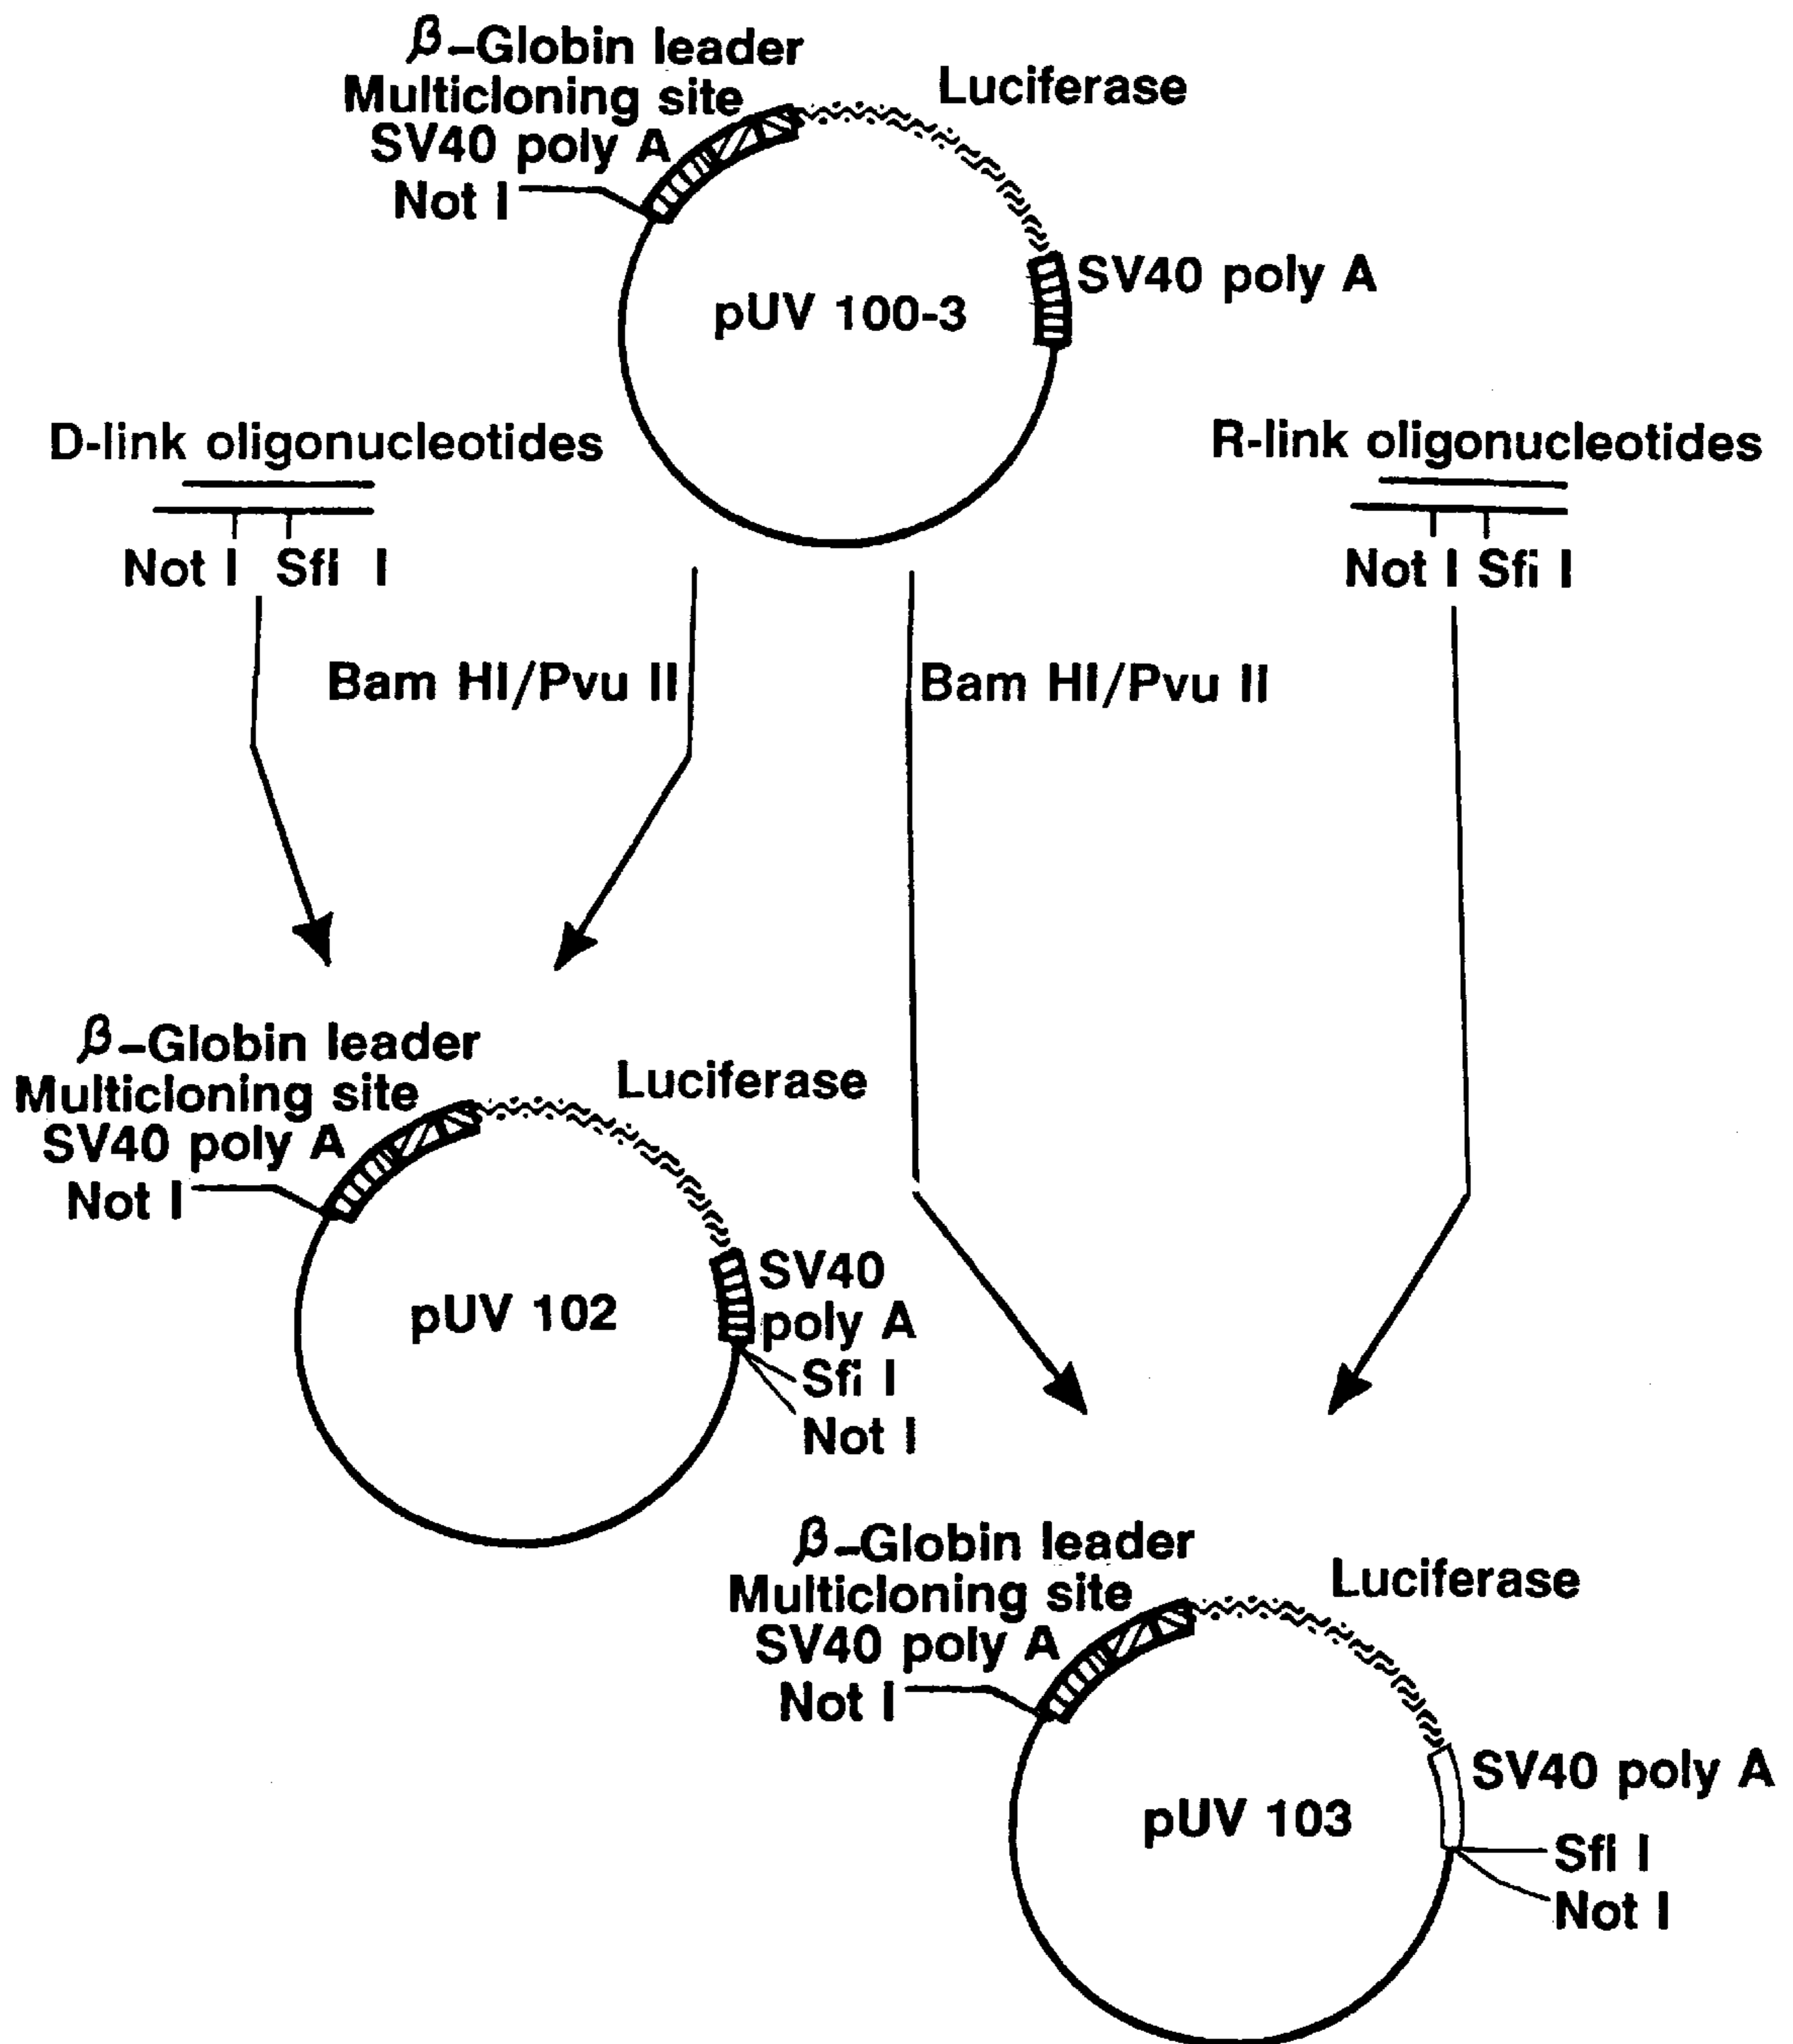 β-Globin leader
Multicloning site
SV40 poly A
Not I
Luciferase
SV40 poly A
pUV 100-3
D-link oligonucleotides
Not I Sfi I
R-link oligonucleotides
Not I Sfi I
Bam HI/Pvu II
Bam HI/Pvu II
β-Globin leader
Multicloning site
SV40 poly A
Not I
Luciferase
SV40
poly A
Sfi I
Not I
pUV 102
β-Globin leader
Multicloning site
SV40 poly A
Not I
Luciferase
SV40 poly A
Sfi I
Not I
pUV 103